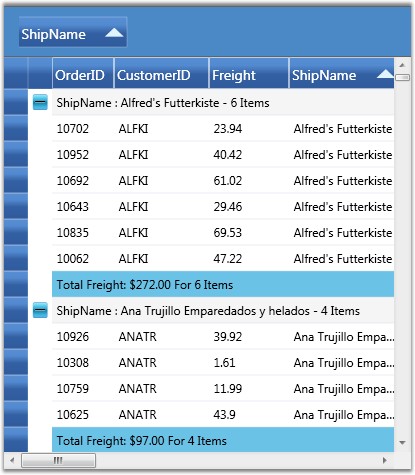 ShipName
OrderID CustomerID Freight ShipName
ShipName : Alfred's Futterkiste - 6 Items
10702 ALFKI 23.94 Alfred's Futterkiste
10952 ALFKI 40.42 Alfred's Futterkiste
10692 ALFKI 61.02 Alfred's Futterkiste
10643 ALFKI 29.46 Alfred's Futterkiste
10835 ALFKI 69.53 Alfred's Futterkiste
10062 ALFKI 47.22 Alfred's Futterkiste
Total Freight: $272.00 For 6 Items
ShipName : Ana Trujillo Emparedados y helados - 4 Items
10926 ANATR 39.92 Ana Trujillo Empa...
10308 ANATR 1.61 Ana Trujillo Empa...
10759 ANATR 11.99 Ana Trujillo Empa...
10625 ANATR 43.9 Ana Trujillo Empa...
Total Freight: $97.00 For 4 Items